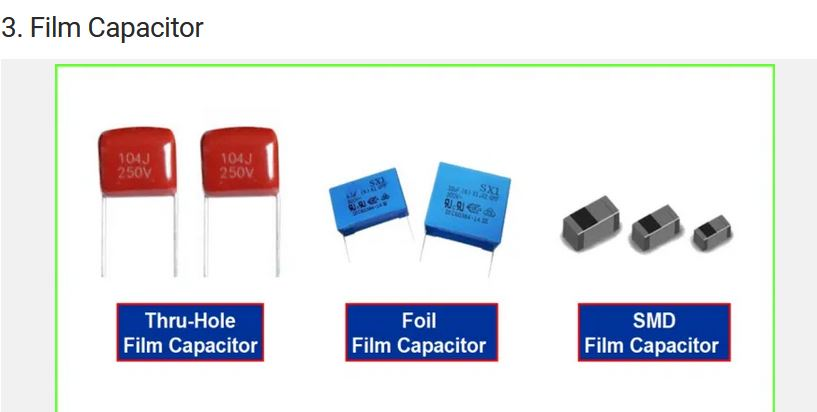 3. Film Capacitor
104J
250V
104J
250V
SX1
SX1
Thru-Hole
Film Capacitor
Foil
Film Capacitor
SMD
Film Capacitor